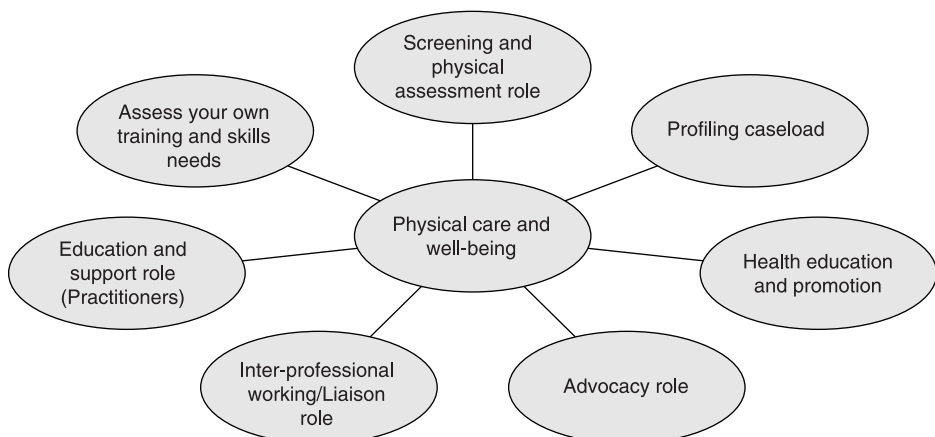 Screening and
physical
assessment role
Assess your own
training and skills
needs
Profiling caseload
Physical care and
well-being
Education and
support role
(Practitioners)
Health education
and promotion
Inter-professional
working/Liaison
role
Advocacy role